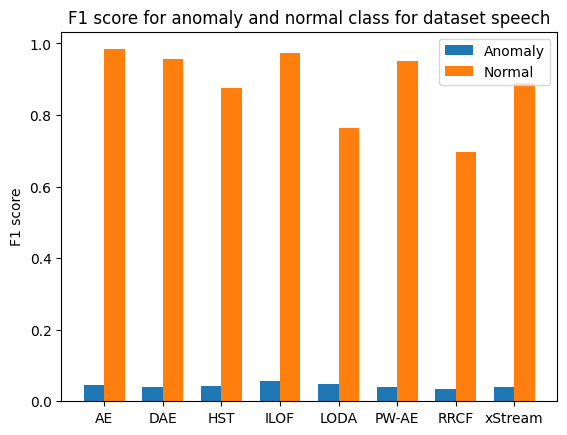 F1 score for anomaly and normal class for dataset speech
Anomaly
Normal
F1 score
1.0
0.8
0.6
0.4
0.2
0.0
AE DAE HST ILOF LODA PW-AE RRCF xStream